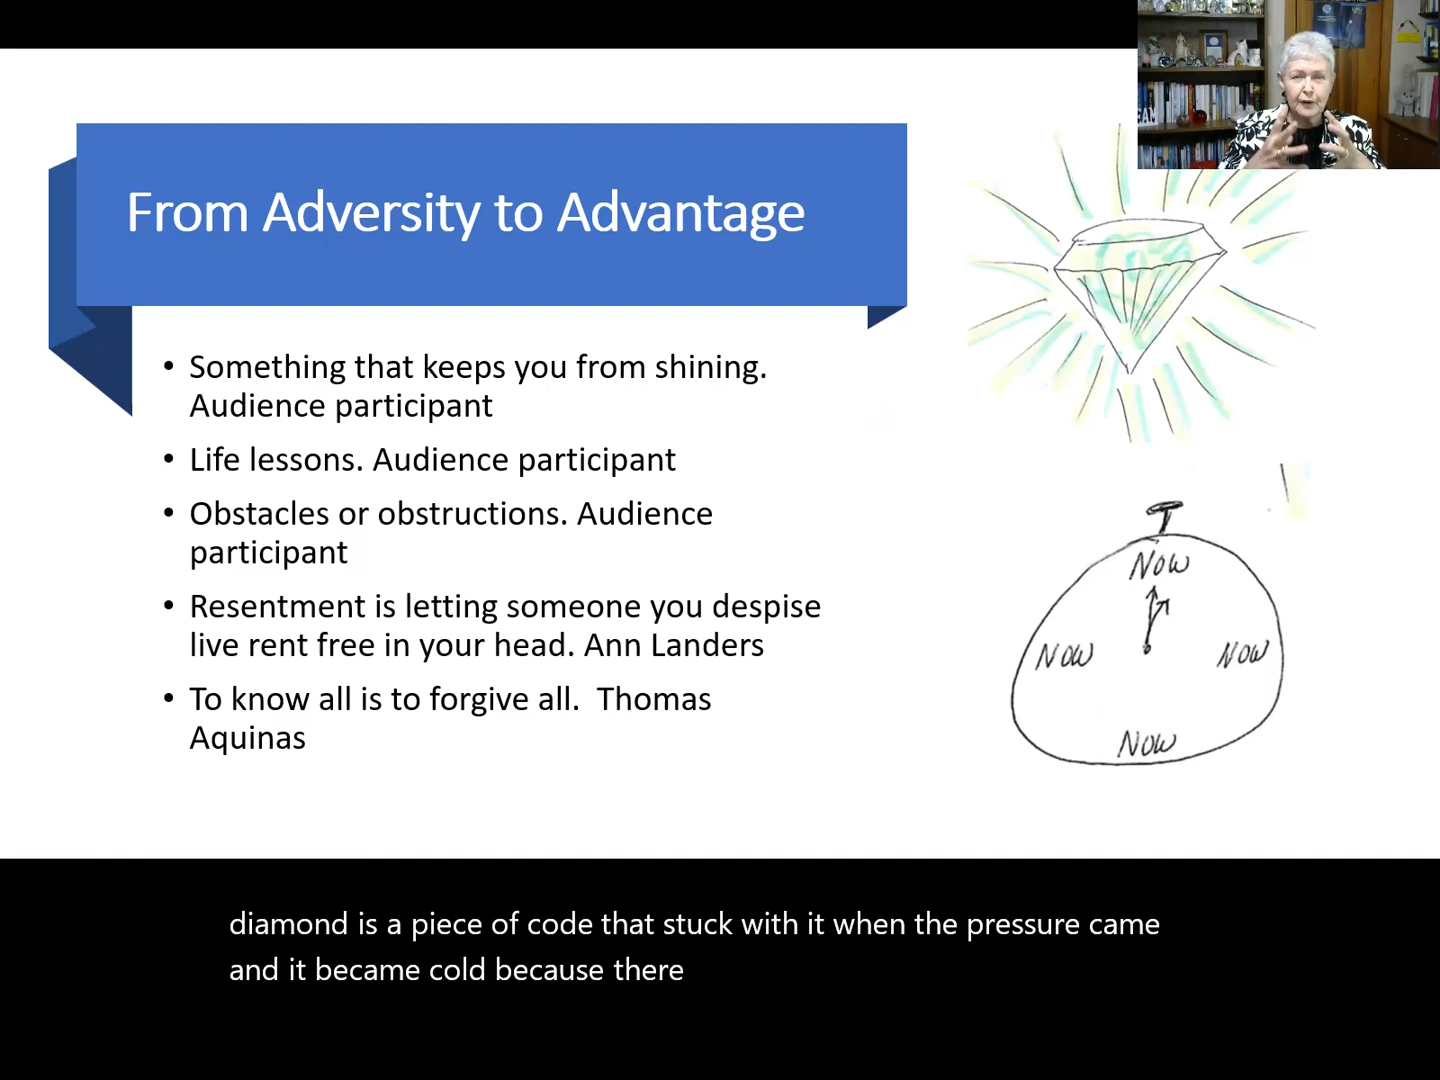 From Adversity to Advantage
• Something that keeps you from shining.
Audience participant
• Life lessons. Audience participant
• Obstacles or obstructions. Audience
participant
• Resentment is letting someone you despise
live rent free in your head. Ann Landers
• To know all is to forgive all.  Thomas
Aquinas
Now
Now
Now
Now
diamond is a piece of code that stuck with it when the pressure came
and it became cold because there